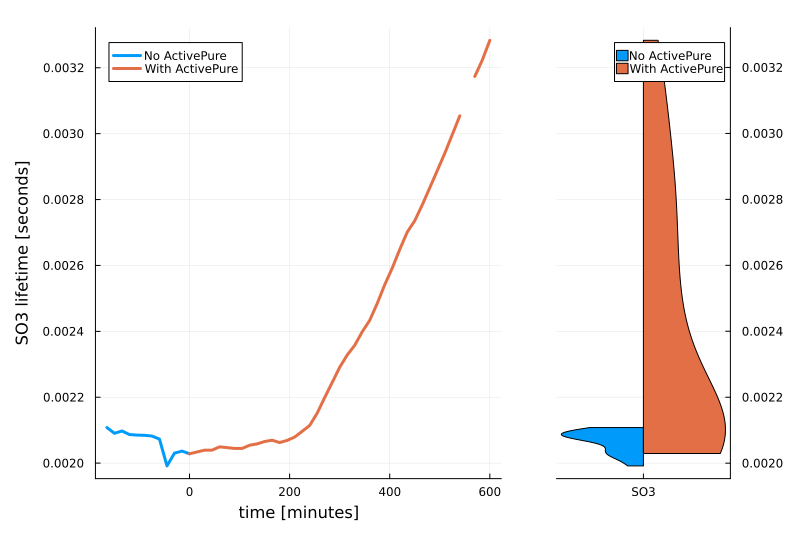 No ActivePure
With ActivePure
0.0032
0.0030
0.0028
0.0026
0.0024
0.0022
0.0020
SO3 lifetime [seconds]
0
200
400
600
time [minutes]
No ActivePure
With ActivePure
0.0032
0.0030
0.0028
0.0026
0.0024
0.0022
0.0020
SO3